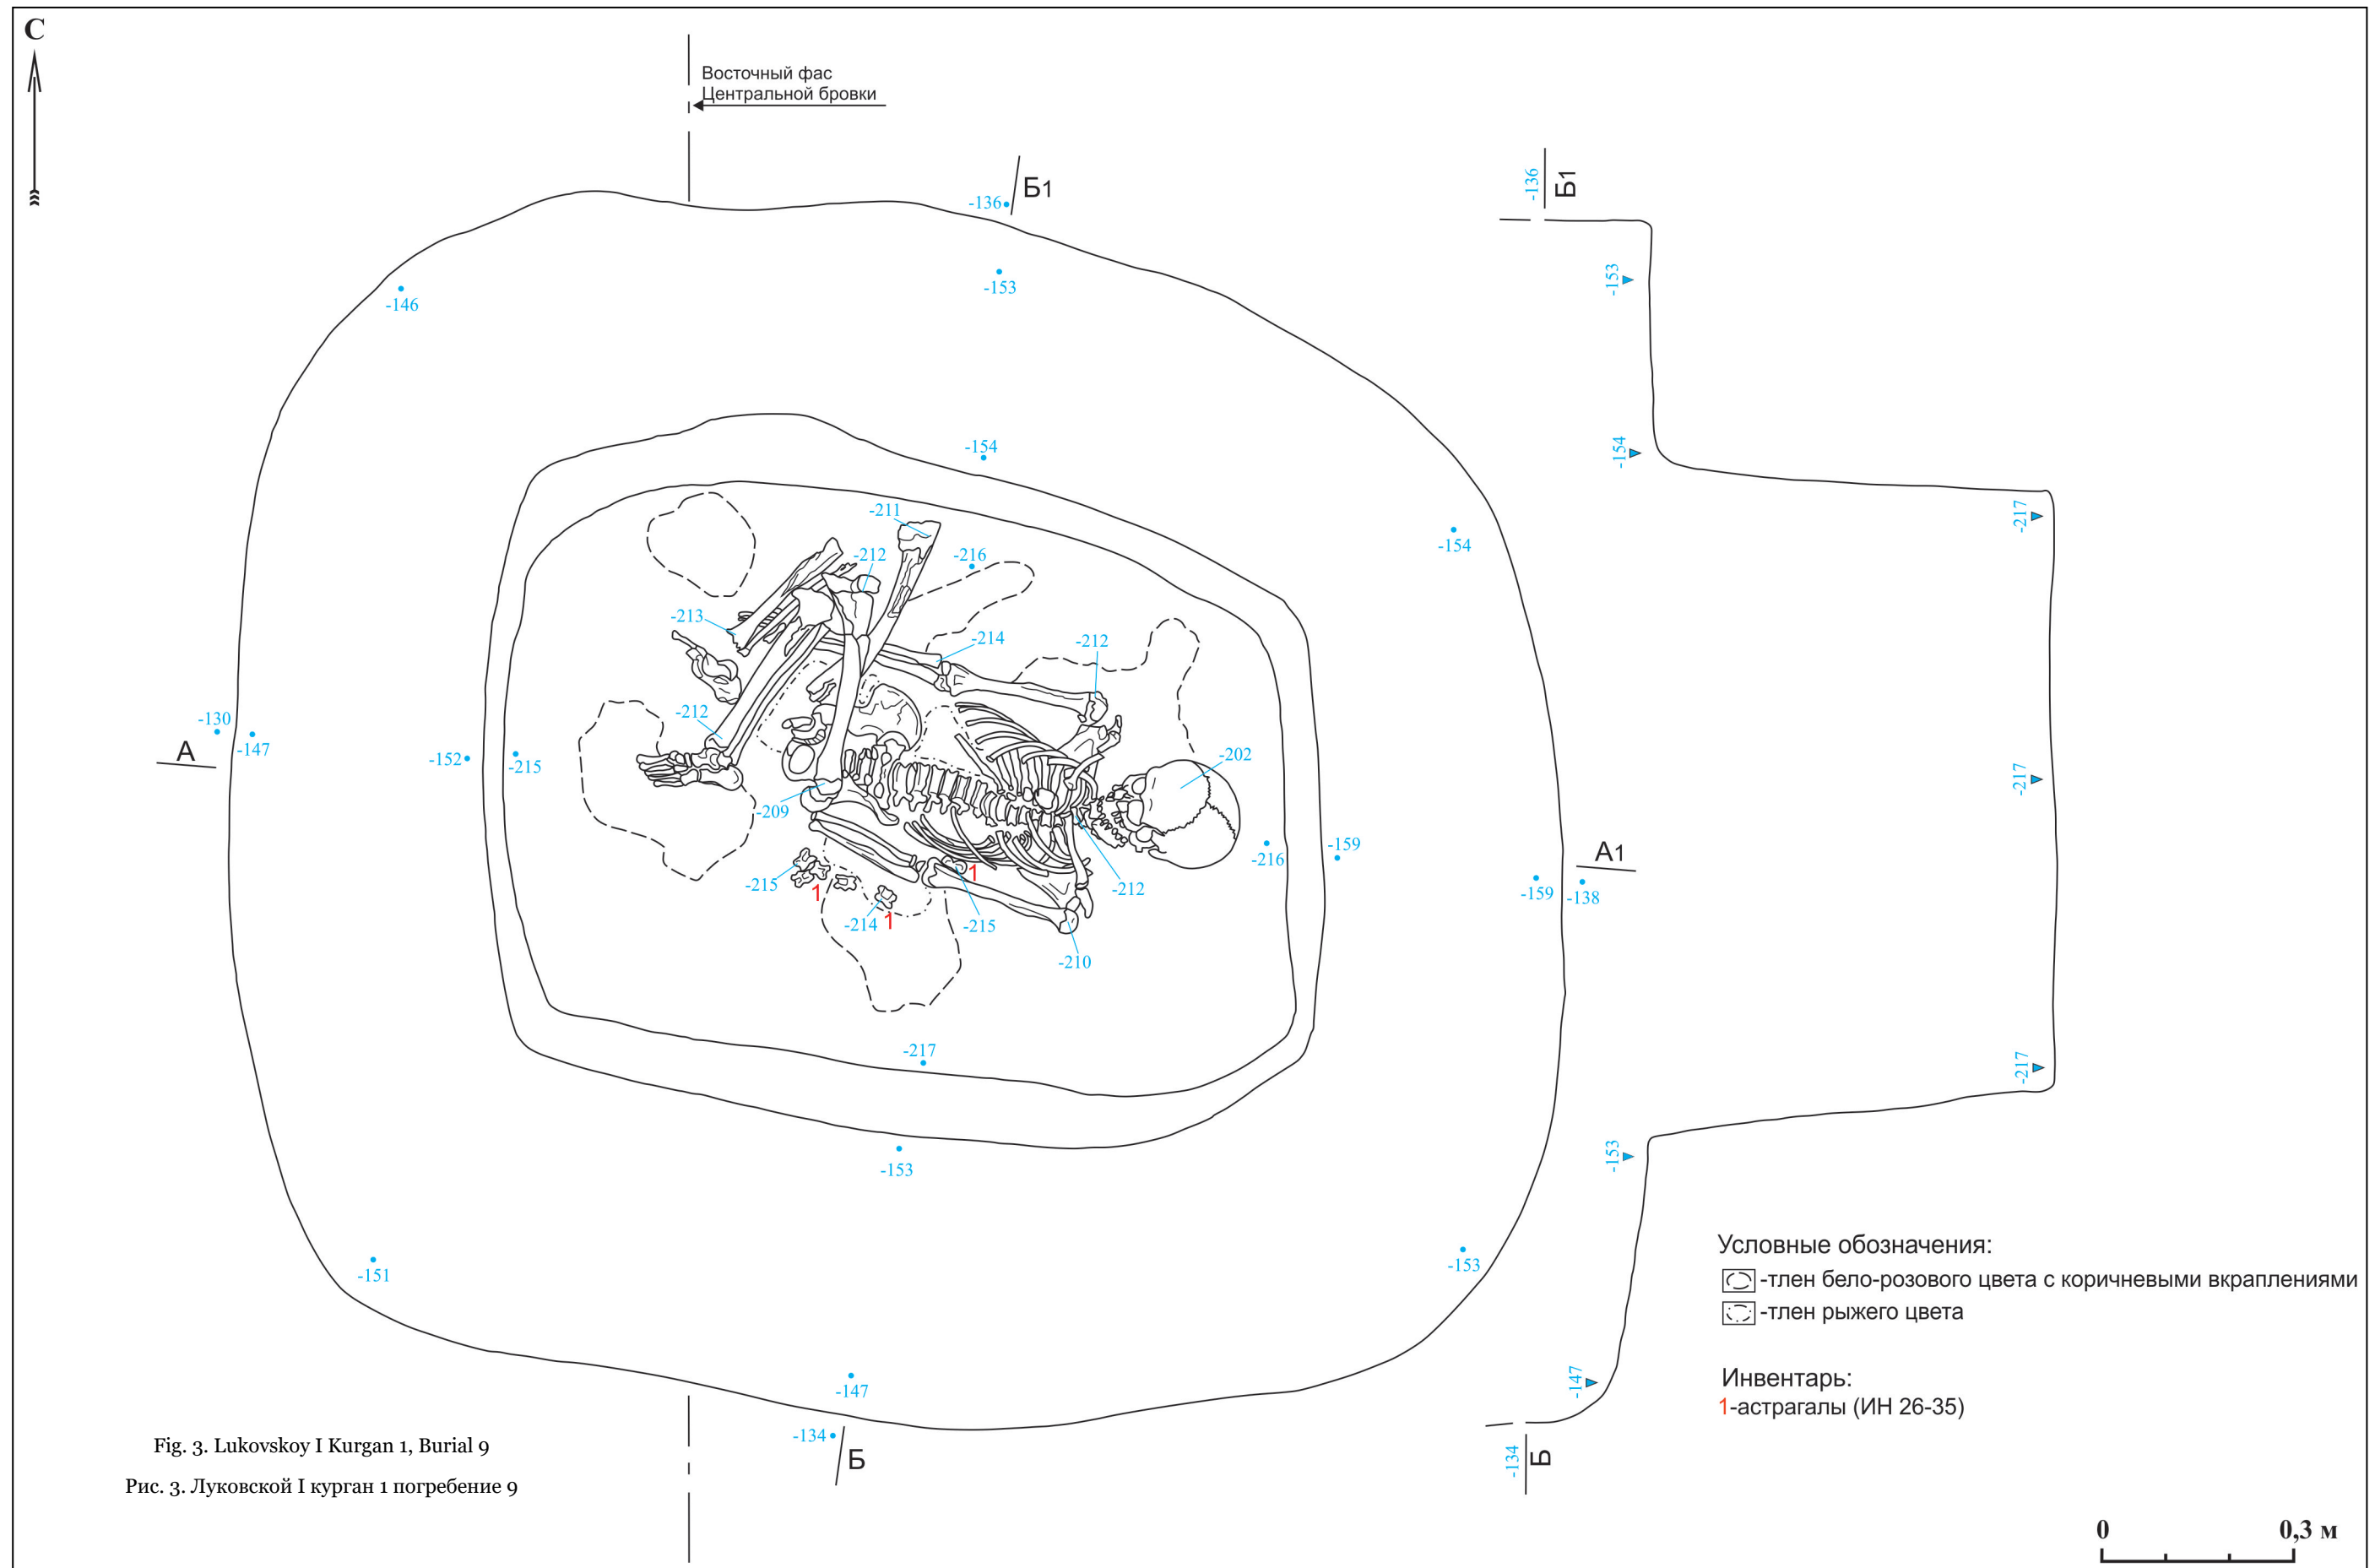 С
Восточный фас
Центральной бровки
Б1
-136
-136
Б1
-146
-153
-153
-154
-154
-211
-217
-212
-216
-154
-213
-214
-212
-130
-147
А
-212
-152
-215
-202
-217
-209
-159
-216
А1
-215
1
1
-212
-159
-138
-214
1
-215
-210
-217
-217
-153
-153
-151
-153
-147
-147
-134
Б
-134
Б
Условные обозначения:
-тлен бело-розового цвета с коричневыми вкраплениями
-тлен рыжего цвета
Инвентарь:
1-астрагалы (ИН 26-35)
Fig. 3. Lukovskoy I Kurgan 1, Burial 9
Рис. 3. Луковской I курган 1 погребение 9
0 0,3 м